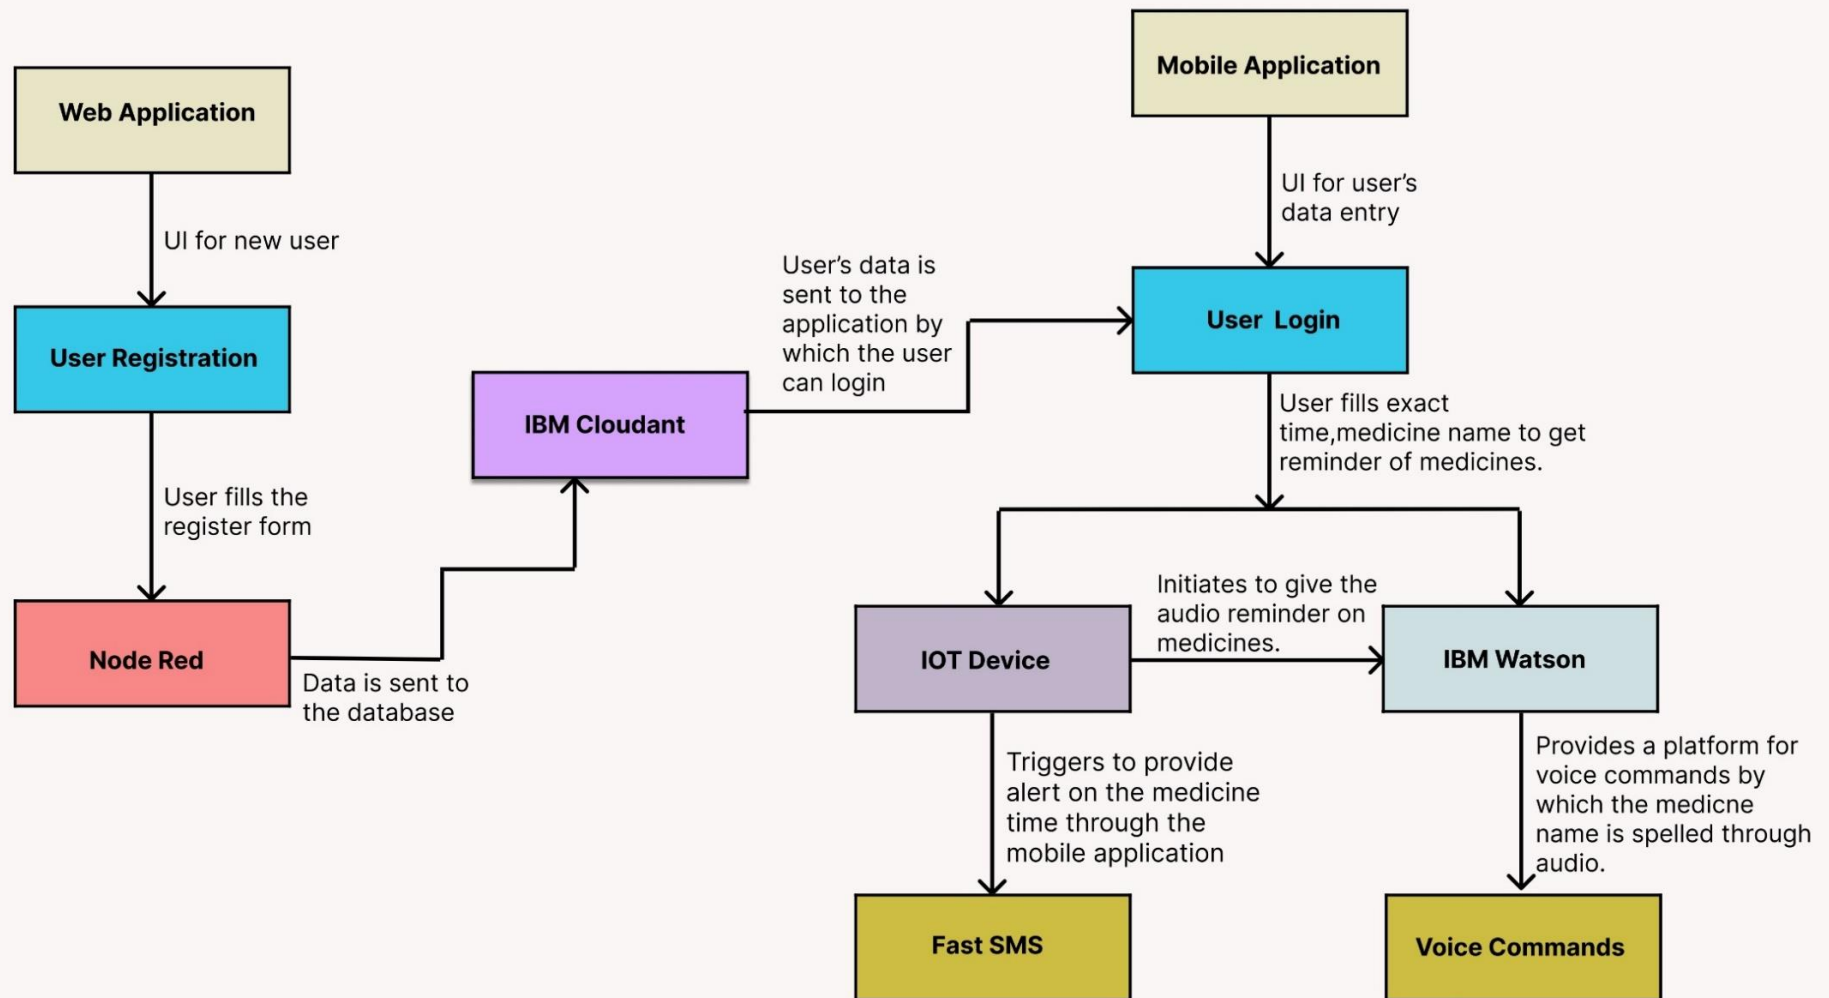 Web Application
UI for new user
User Registration
User fills the
register form
Node Red
Data is sent to
the database
IBM Cloudant
User’s data is
sent to the
application by
which the user
can login
Mobile Application
UI for user’s
data entry
User  Login
User fills exact
time,medicine name to get
reminder of medicines.
IOT Device
Initiates to give the
audio reminder on
medicines.
IBM Watson
Triggers to provide
alert on the medicine
time through the
mobile application
Provides a platform for
voice commands by
which the medicne
name is spelled through
audio.
Fast SMS
Voice Commands